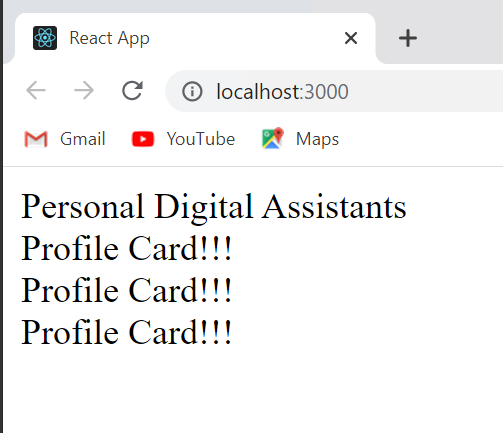 React App
localhost:3000
Gmail YouTube Maps
Personal Digital Assistants
Profile Card!!!
Profile Card!!!
Profile Card!!!